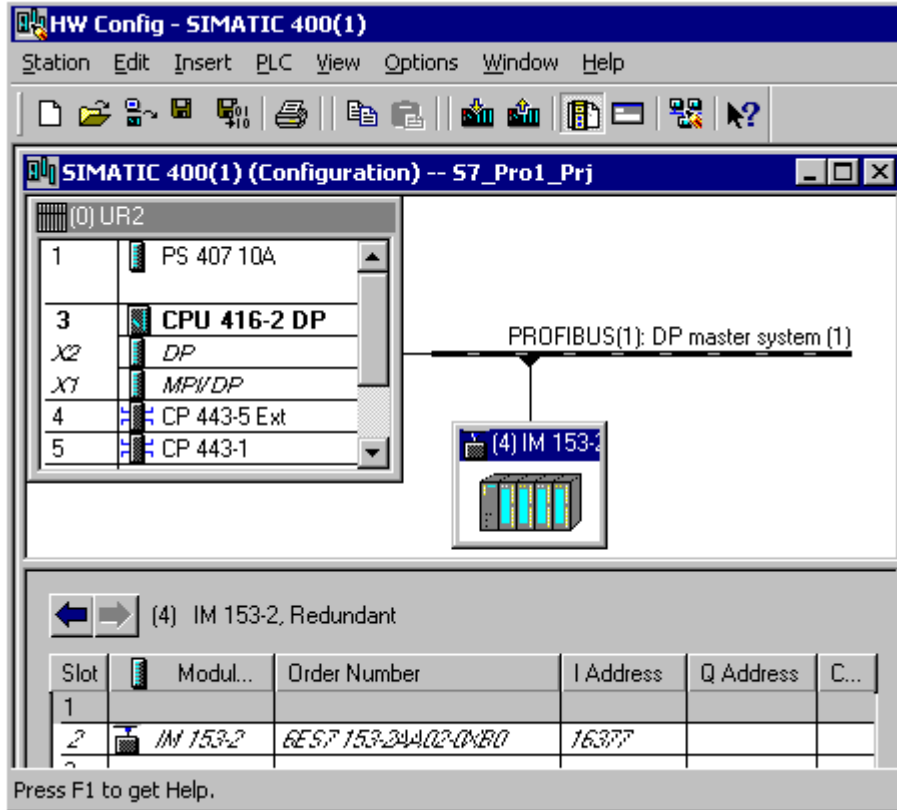 HW Config - SIMATIC 400(1)
Station Edit Insert PLC View Options Window Help
SIMATIC 400(1) (Configuration) -- S7_Pro1_Prj
(0) UR2
1 PS 407 10A
3 CPU 416-2 DP
X2 DP
X1 MPI/DP
4 CP 443-5 Ext
5 CP 443-1
PROFIBUS(1): DP master system (1)
(4) IM 153-2
(4) IM 153-2, Redundant
Slot Modul... Order Number I Address Q Address C...
1
2 IM 153-2 6ES7 153-2AA02-0XB0 16377
Press F1 to get Help.